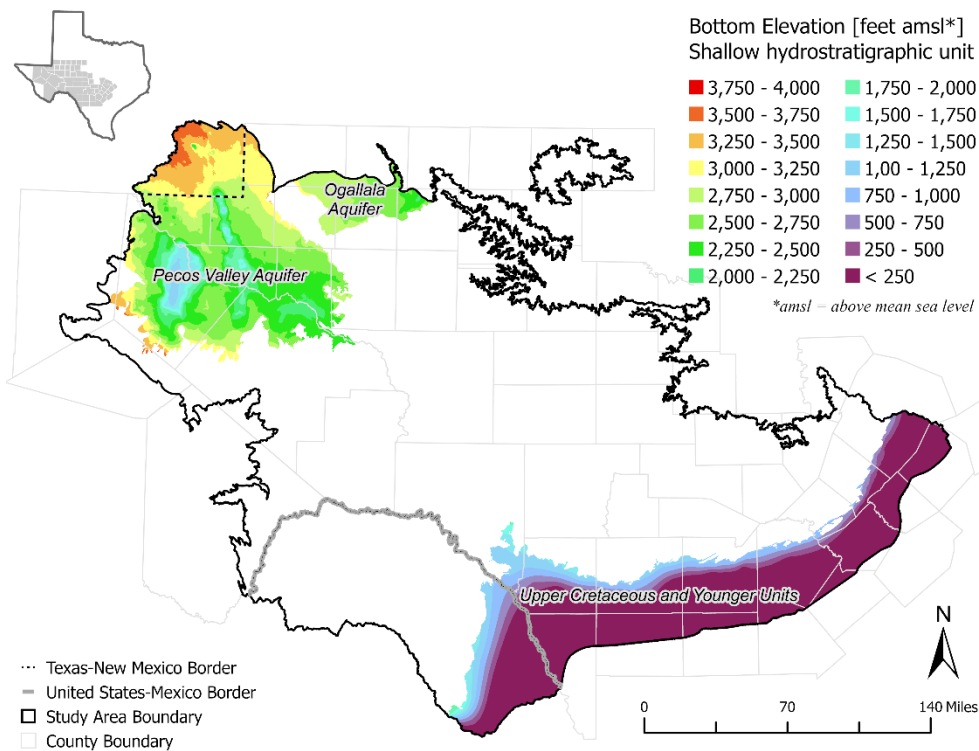 Bottom Elevation [feet amsl*]
Shallow hydrostratigraphic unit
3,750 - 4,000
3,500 - 3,750
3,250 - 3,500
3,000 - 3,250
2,750 - 3,000
2,500 - 2,750
2,250 - 2,500
2,000 - 2,250
1,750 - 2,000
1,500 - 1,750
1,250 - 1,500
1,00 - 1,250
750 - 1,000
500 - 750
250 - 500
< 250
*amsl = above mean sea level
Ogallala
Aquifer
Pecos Valley Aquifer
Upper Cretaceous and Younger Units
N
Texas-New Mexico Border
United States-Mexico Border
Study Area Boundary
County Boundary
0 70 140 Miles